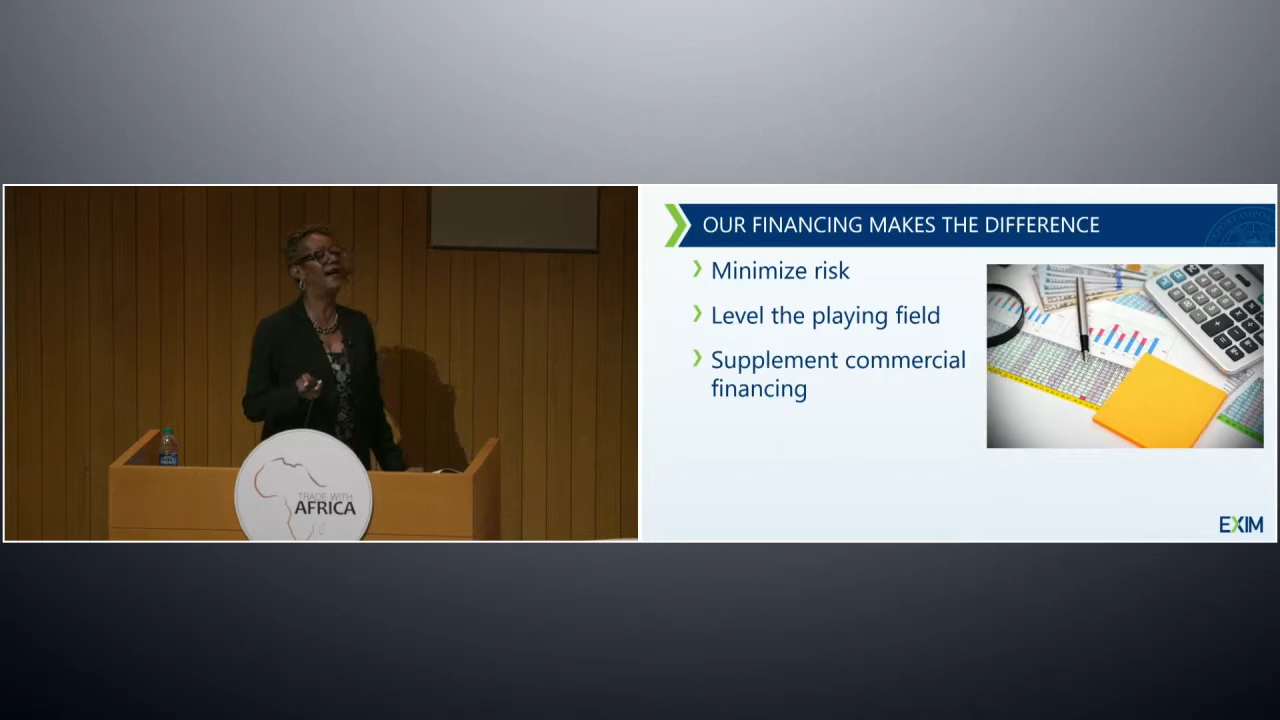 TRADE WITH
AFRICA
OUR FINANCING MAKES THE DIFFERENCE
Minimize risk
Level the playing field
Supplement commercial
financing
EXIM